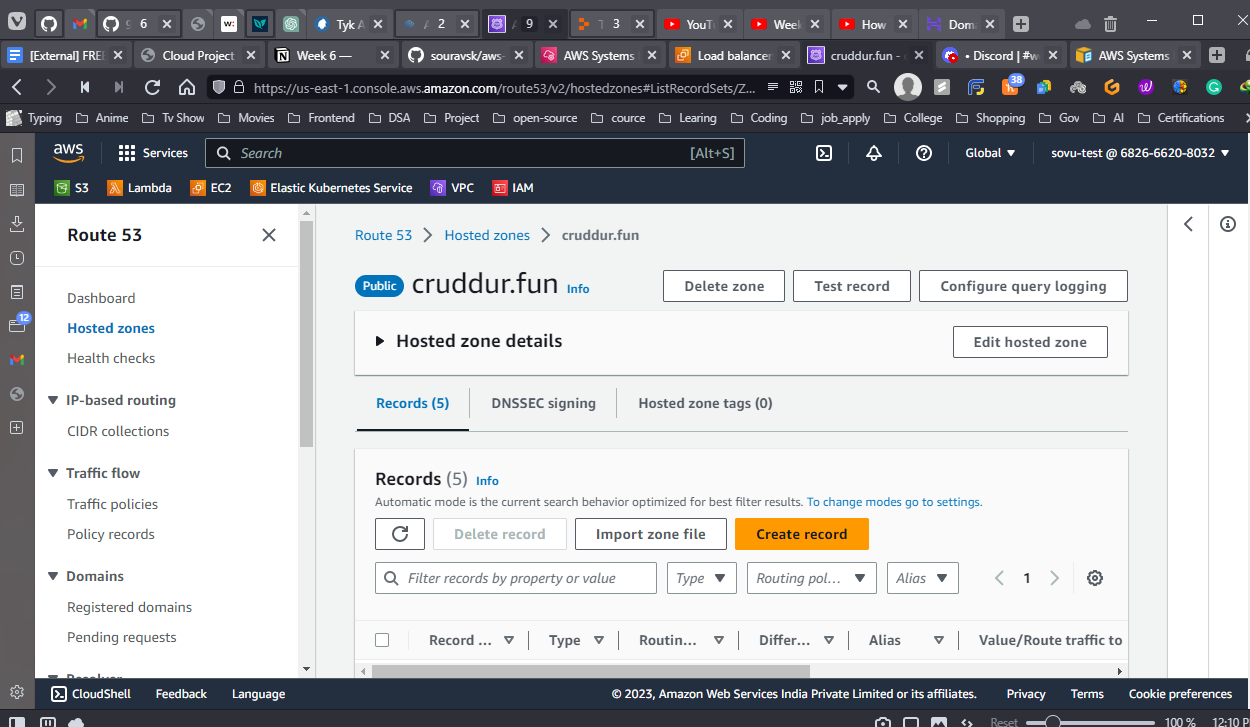 6
Tyk A
2
9
3
YouT
Week
How
Doma
[External] FREE
Cloud Project
Week 6 —
souravsk/aws-
AWS Systems
Load balancer
cruddur.fun -
• Discord | #w
AWS Systems
https://us-east-1.console.aws.amazon.com/route53/v2/hostedzones#ListRecordSets/Z...
38
Typing
Anime
Tv Show
Movies
Frontend
DSA
Project
open-source
cource
Learing
Coding
job_apply
College
Shopping
Gov
AI
Certifications
aws
Services
Search
[Alt+S]
Global
sovu-test @ 6826-6620-8032
S3
Lambda
EC2
Elastic Kubernetes Service
VPC
IAM
12
Route 53
Dashboard
Hosted zones
Health checks
IP-based routing
CIDR collections
Traffic flow
Traffic policies
Policy records
Domains
Registered domains
Pending requests
Route 53 > Hosted zones > cruddur.fun
Public cruddur.fun Info
Delete zone
Test record
Configure query logging
Hosted zone details
Edit hosted zone
Records (5)
DNSSEC signing
Hosted zone tags (0)
Records (5) Info
Automatic mode is the current search behavior optimized for best filter results. To change modes go to settings.
Delete record
Import zone file
Create record
Filter records by property or value
Type
Routing pol...
Alias
1
Record ...
Type
Routin...
Differ...
Alias
Value/Route traffic to
CloudShell
Feedback
Language
© 2023, Amazon Web Services India Private Limited or its affiliates.
Privacy
Terms
Cookie preferences
Reset
100 %
12:10 P